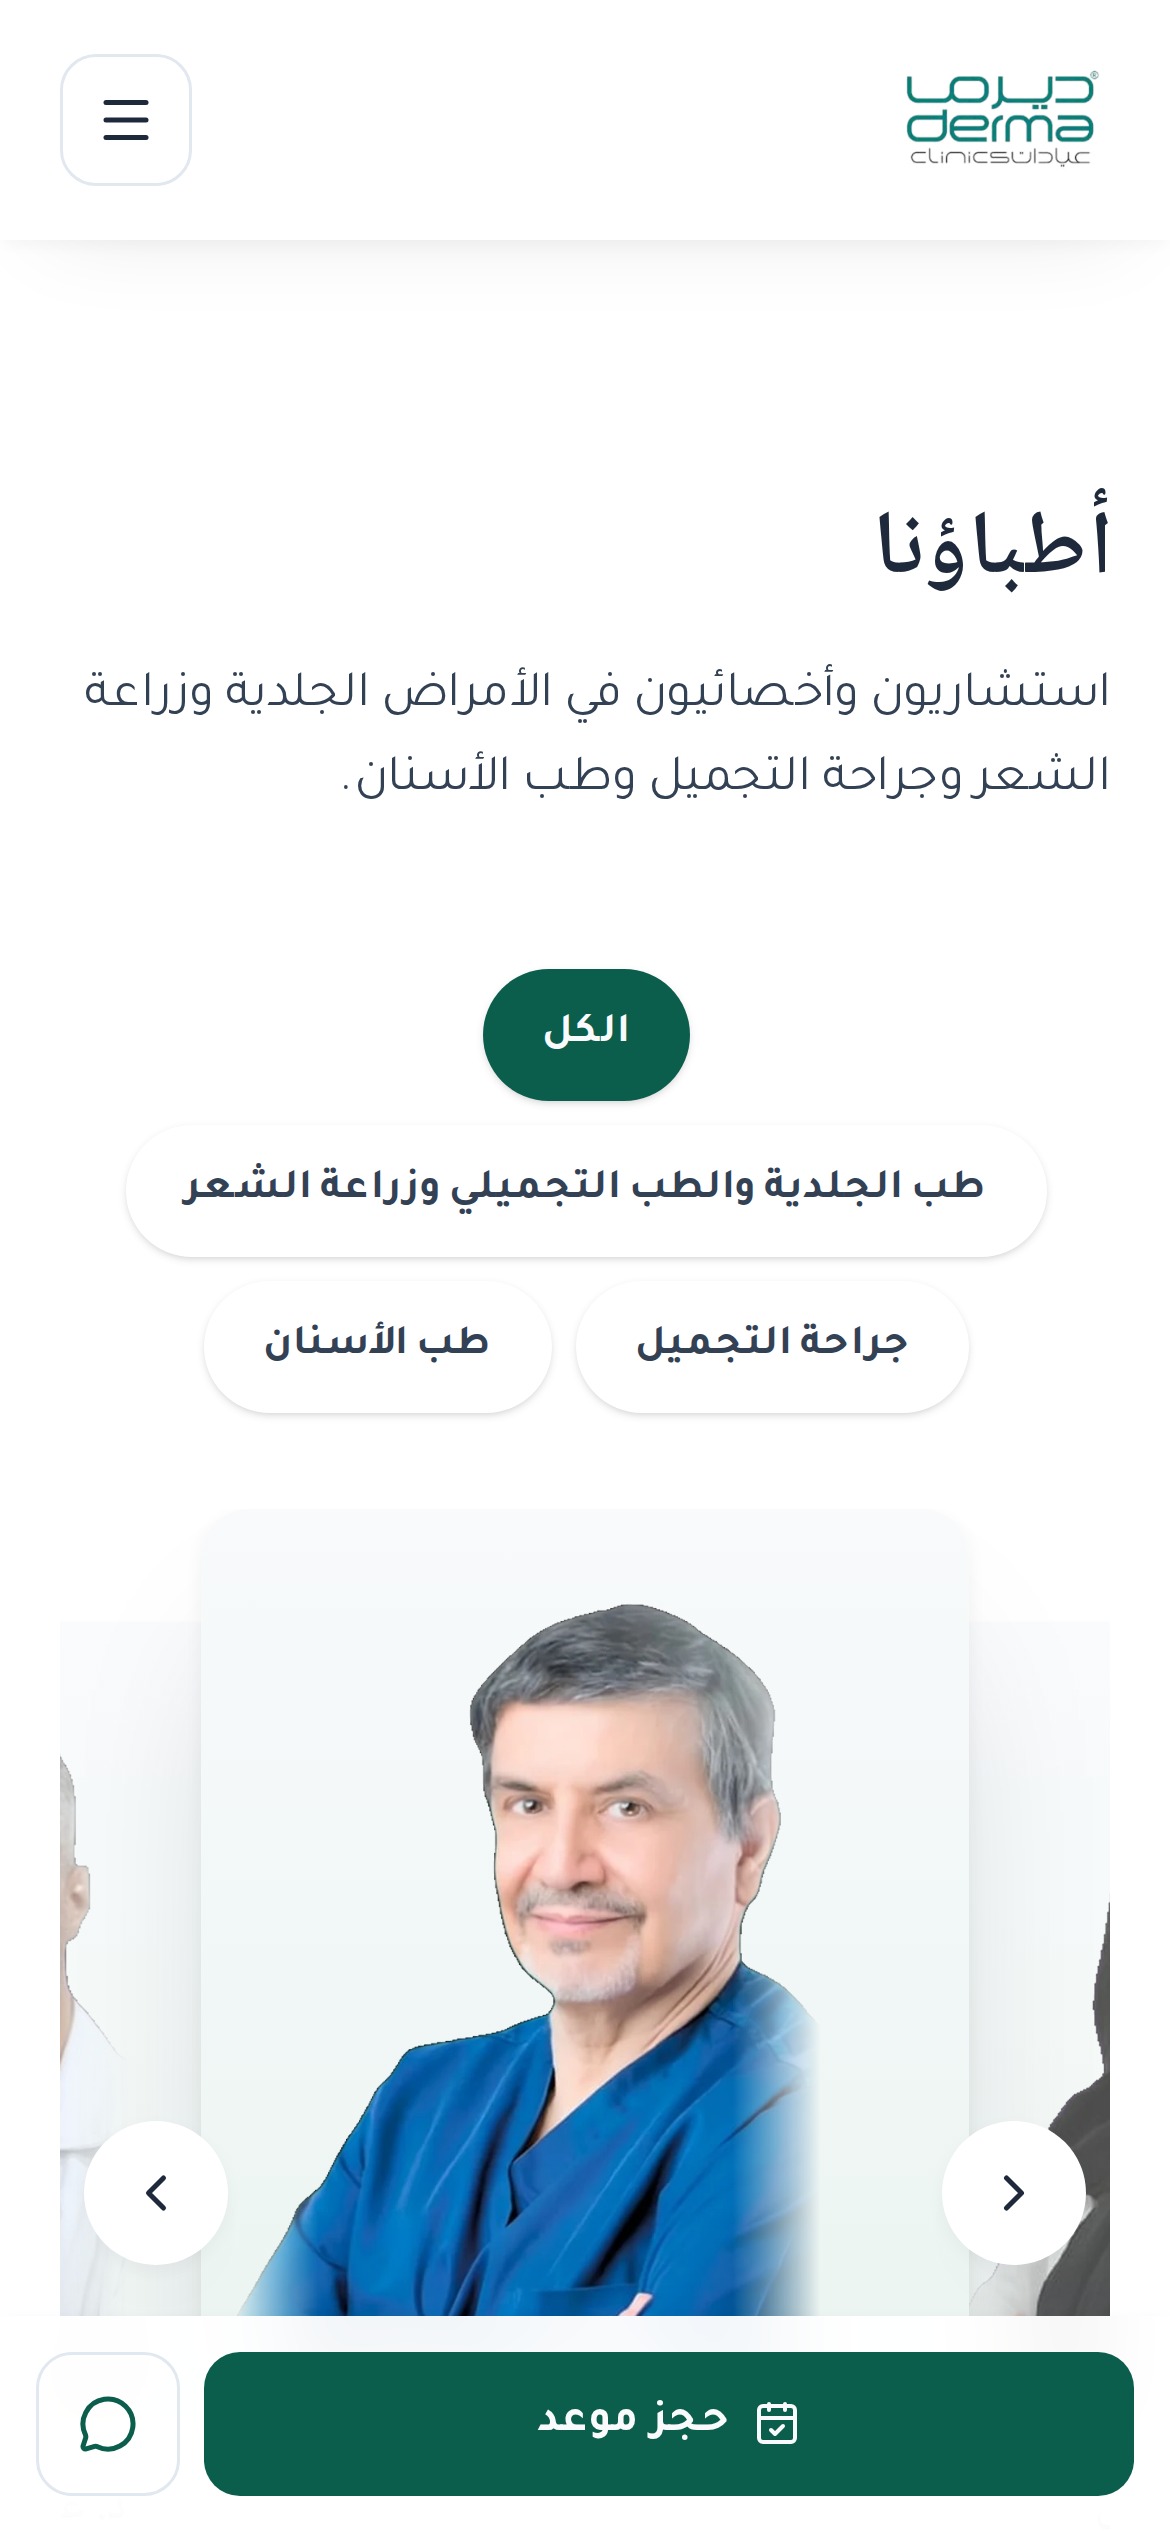 ديرما®
derma
عيادات clinics
أطباؤنا
استشاريون وأخصائيون في الأمراض الجلدية وزراعة
الشعر وجراحة التجميل وطب الأسنان.
الكل
طب الجلدية والطب التجميلي وزراعة الشعر
جراحة التجميل
طب الأسنان
حجز موعد